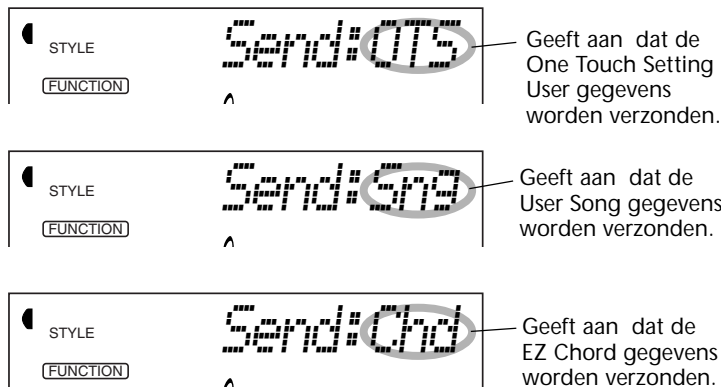 STYLE
Send:OTS
FUNCTION
Geeft aan dat de
One Touch Setting
User gegevens
worden verzonden.
STYLE
Send:Sng
FUNCTION
Geeft aan dat de
User Song gegevens
worden verzonden.
STYLE
Send:Chd
FUNCTION
Geeft aan dat de
EZ Chord gegevens
worden verzonden.